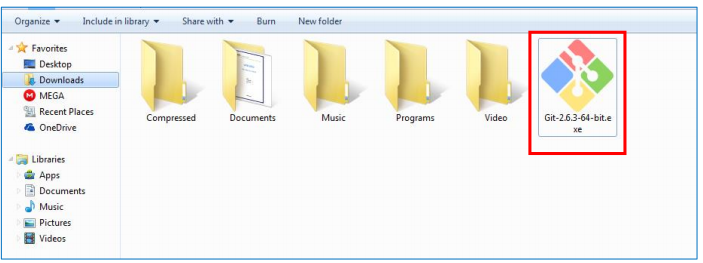 Organize Include in library Share with Burn New folder
Favorites
Desktop
Downloads
MEGA
Recent Places
OneDrive
Libraries
Apps
Documents
Music
Pictures
Videos
Compressed
Documents
Music
Programs
Video
Git-2.6.3-64-bit.e
xe